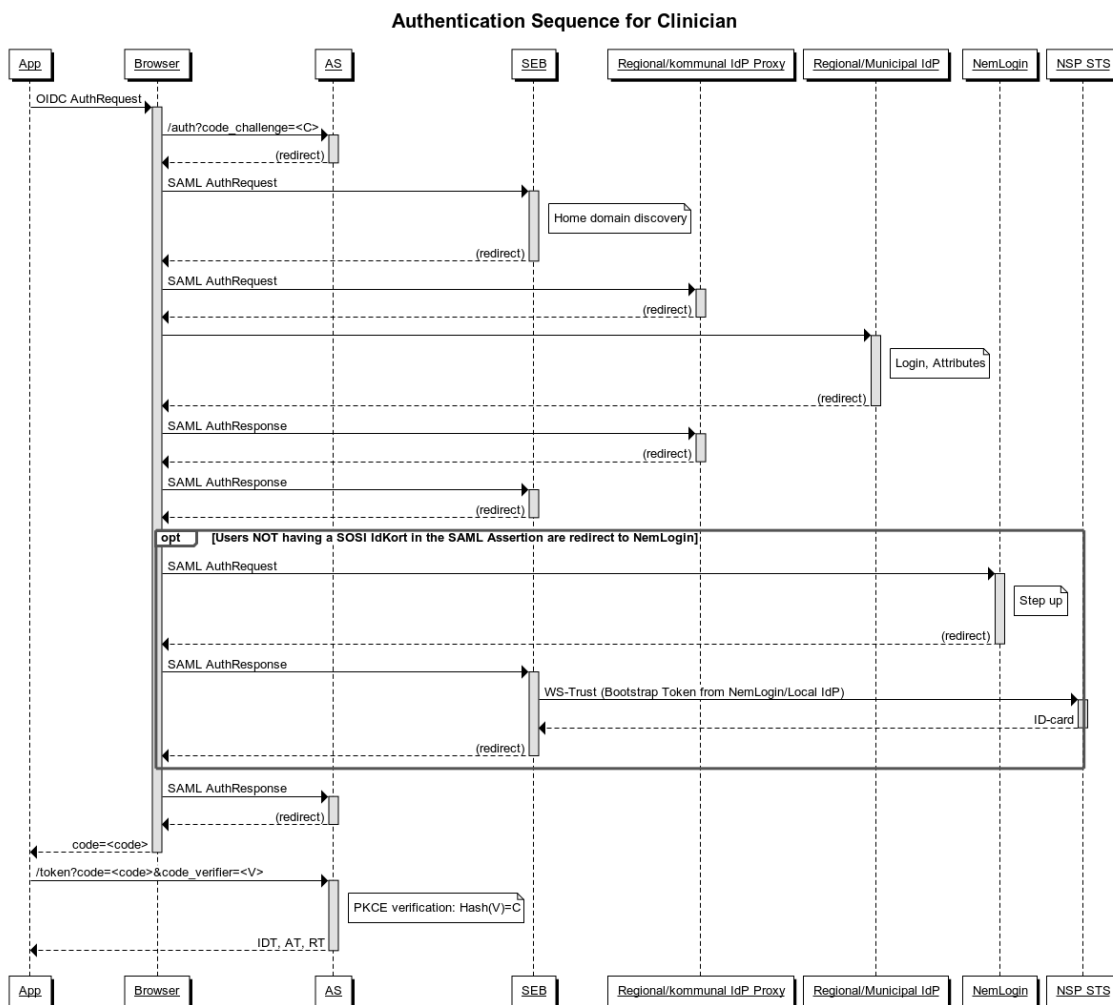 Authentication Sequence for Clinician
App
Browser
AS
SEB
Regional/kommunal IdP Proxy
Regional/Municipal IdP
NemLogin
NSP STS
OIDC AuthRequest
/auth?code_challenge=<C>
(redirect)
SAML AuthRequest
Home domain discovery
(redirect)
SAML AuthRequest
(redirect)
Login, Attributes
(redirect)
SAML AuthResponse
(redirect)
SAML AuthResponse
(redirect)
opt [Users NOT having a SOSI IdKort in the SAML Assertion are redirect to NemLogin]
SAML AuthRequest
Step up
(redirect)
SAML AuthResponse
WS-Trust (Bootstrap Token from NemLogin/Local IdP)
ID-card
(redirect)
SAML AuthResponse
(redirect)
code=<code>
/token?code=<code>&code_verifier=<V>
PKCE verification: Hash(V)=C
IDT, AT, RT
App
Browser
AS
SEB
Regional/kommunal IdP Proxy
Regional/Municipal IdP
NemLogin
NSP STS